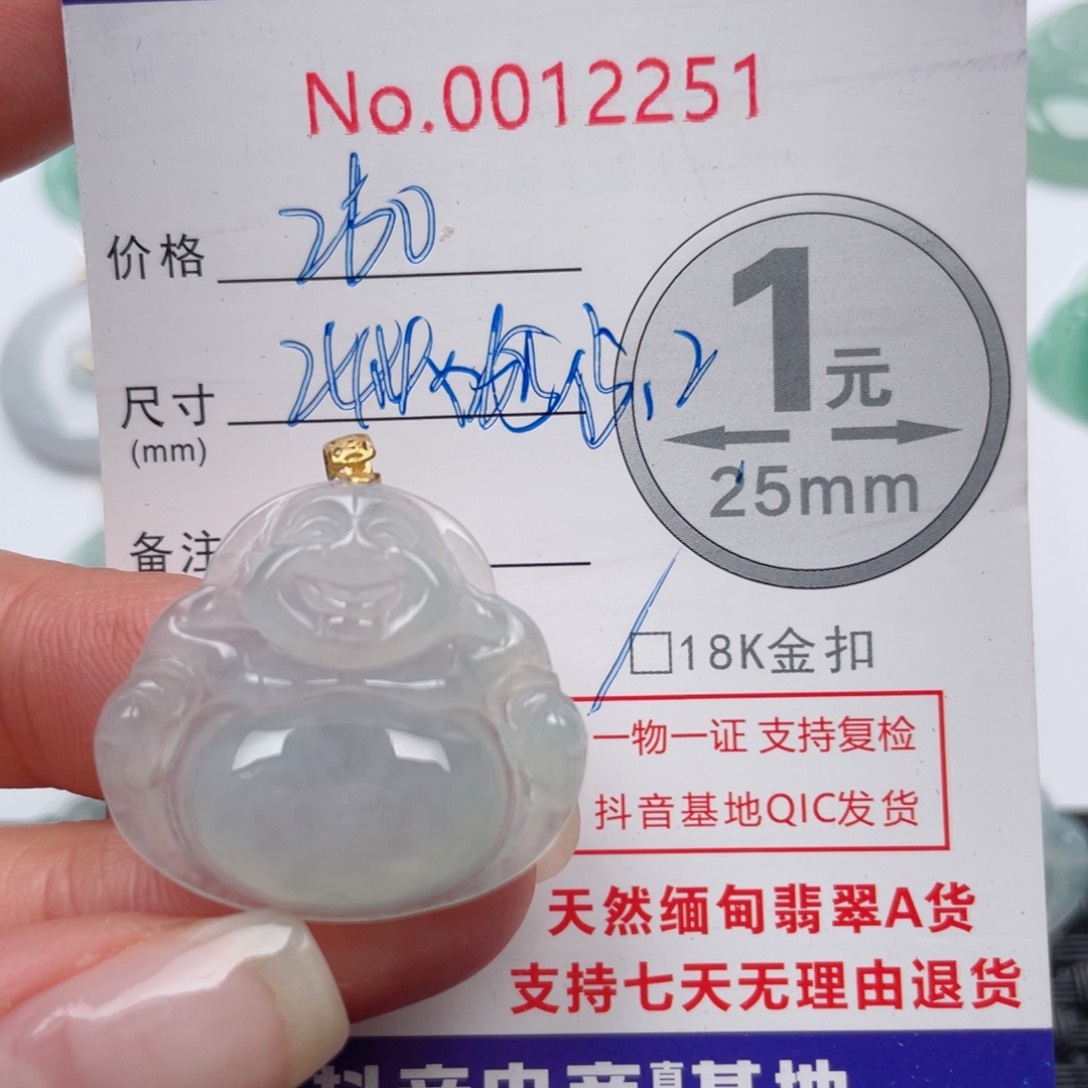 No.0012251
价格
尺寸
(mm)
备注
1元
25mm
□18K金扣
一物一证 支持复检
抖音基地QIC发货
天然缅甸翡翠A货
支持七天无理由退货